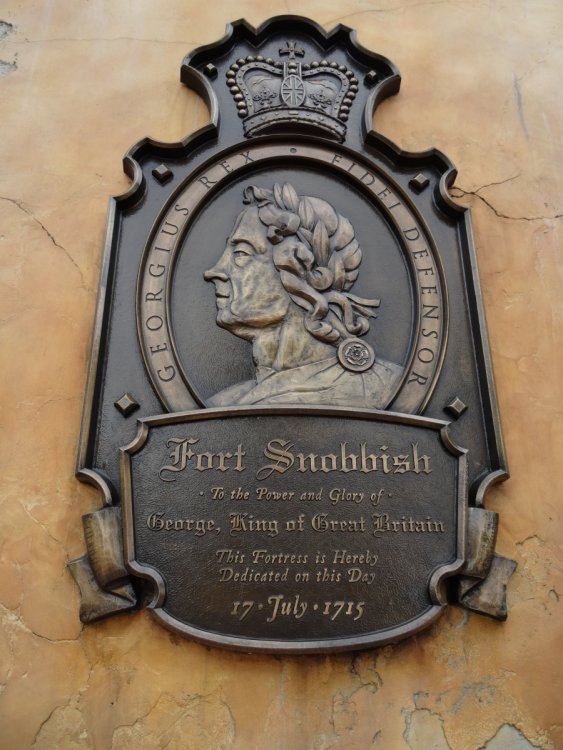 GEORGIUS REX · FIDEI DEFENSOR
Fort Snobbish
· To the Power and Glory of ·
George, King of Great Britain
This Fortress is Hereby
Dedicated on this Day
17 · July · 1715